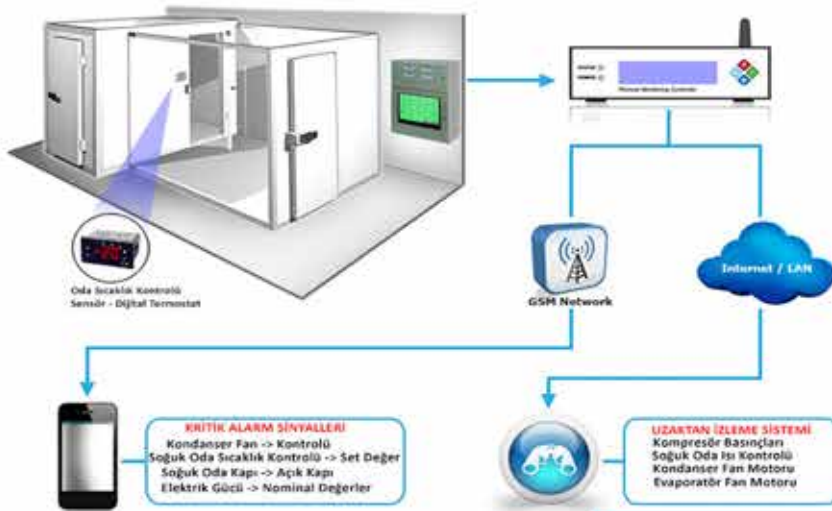 Oda Sıcaklık Kontrolü
Sensör - Dijital Termostat
GSM Network
Internet / LAN
KRİTİK ALARM SİNYALLERİ
Kondanser Fan -> Kontrolü
Soğuk Oda Sıcaklık Kontrolü -> Set Değer
Soğuk Oda Kapı -> Açık Kapı
Elektrik Gücü -> Nominal Değerler
UZAKTAN İZLEME SİSTEMİ
Kompresör Basınçları
Soğuk Oda Isı Kontrolü
Kondanser Fan Motoru
Evaporatör Fan Motoru